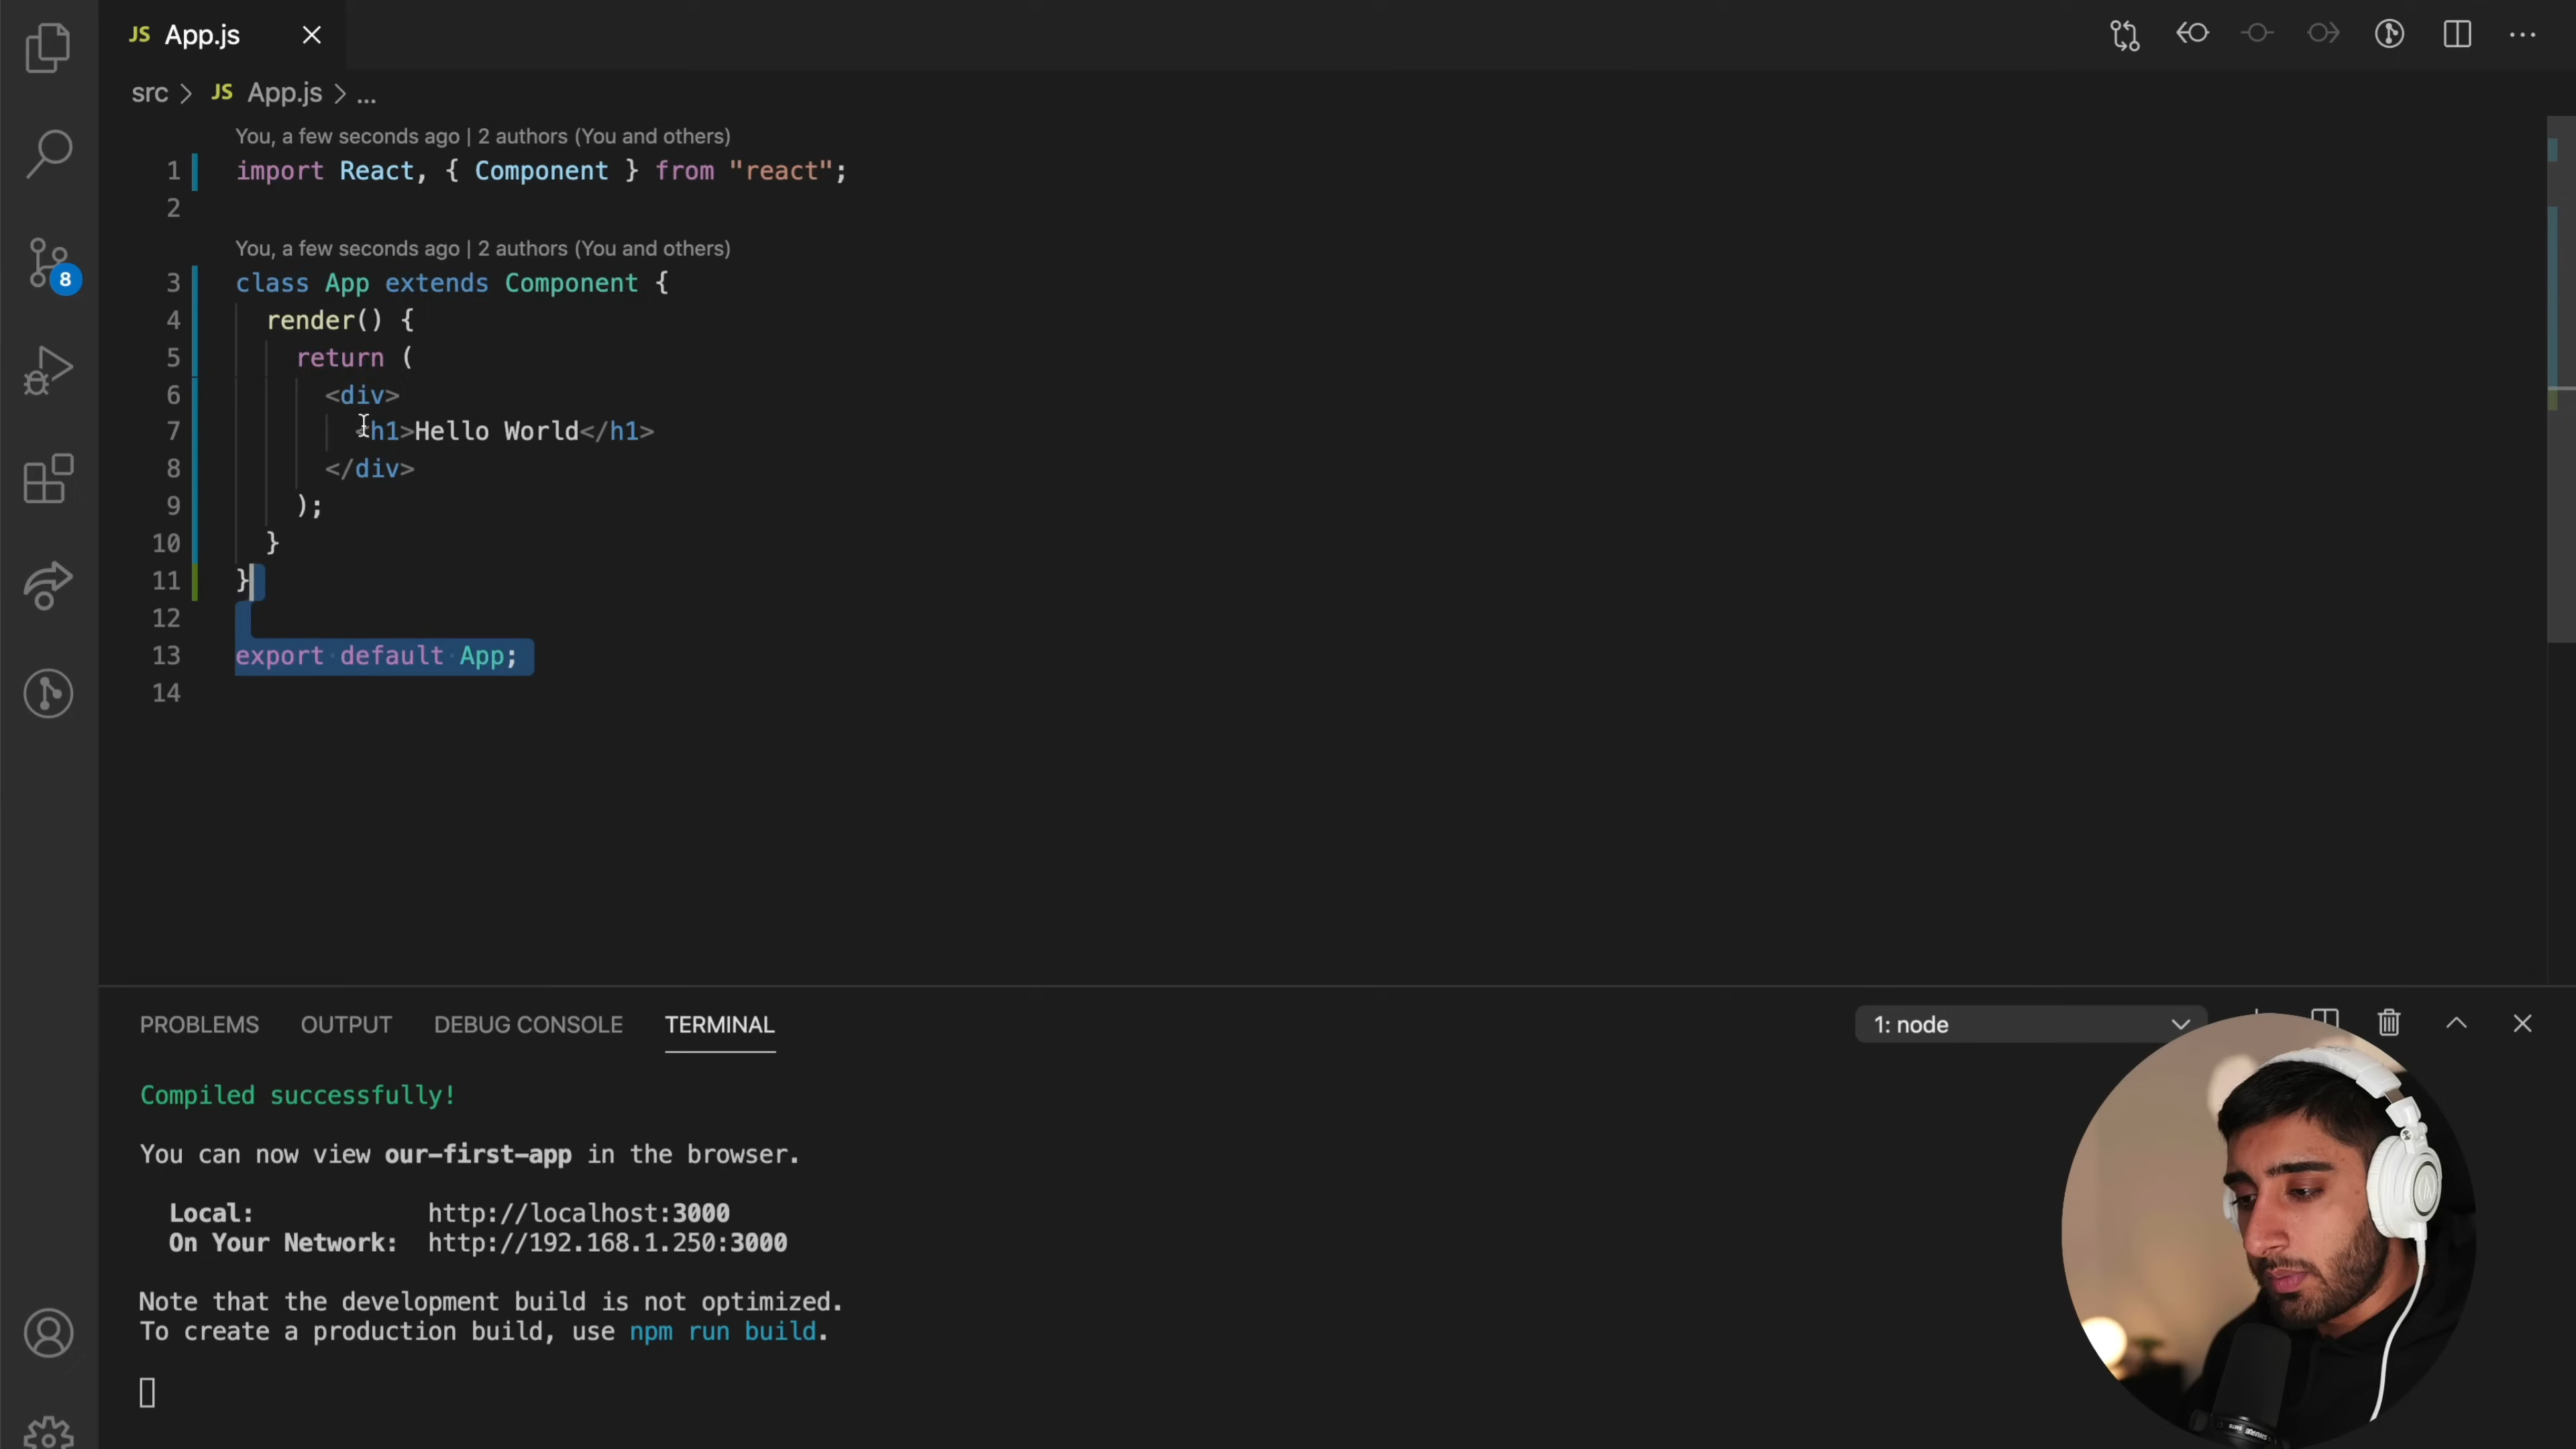 JS App.js
src > JS App.js > ...
You, a few seconds ago | 2 authors (You and others)
1 import React, { Component } from "react";
2
You, a few seconds ago | 2 authors (You and others)
3 class App extends Component {
4 render() {
5 return (
6 <div>
7 <h1>Hello World</h1>
8 </div>
9 );
10 }
11 }
12
13 export default App;
14
8
PROBLEMS OUTPUT DEBUG CONSOLE TERMINAL 1: node
Compiled successfully!
You can now view our-first-app in the browser.
Local: http://localhost:3000
On Your Network: http://192.168.1.250:3000
Note that the development build is not optimized.
To create a production build, use npm run build.